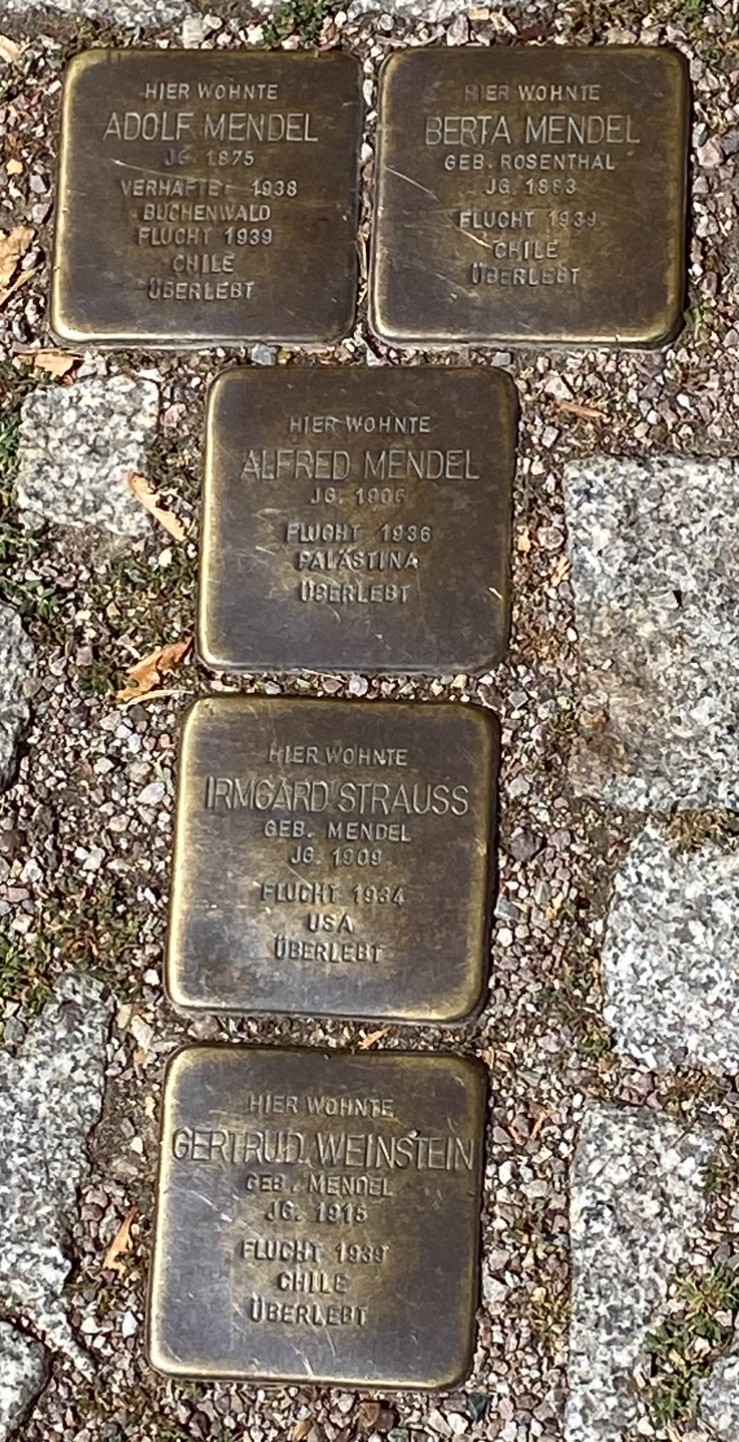 HIER WOHNTE
ADOLF MENDEL
JG. 1875
VERHAFTET 1938
BUCHENWALD
FLUCHT 1939
CHILE
ÜBERLEBT
HIER WOHNTE
BERTA MENDEL
GEB. ROSENTHAL
JG. 1883
FLUCHT 1939
CHILE
ÜBERLEBT
HIER WOHNTE
ALFRED MENDEL
JG. 1906
FLUCHT 1936
PALÄSTINA
ÜBERLEBT
HIER WOHNTE
IRMGARD STRAUSS
GEB. MENDEL
JG. 1909
FLUCHT 1934
USA
ÜBERLEBT
HIER WOHNTE
GERTRUD WEINSTEIN
GEB. MENDEL
JG. 1915
FLUCHT 1939
CHILE
ÜBERLEBT